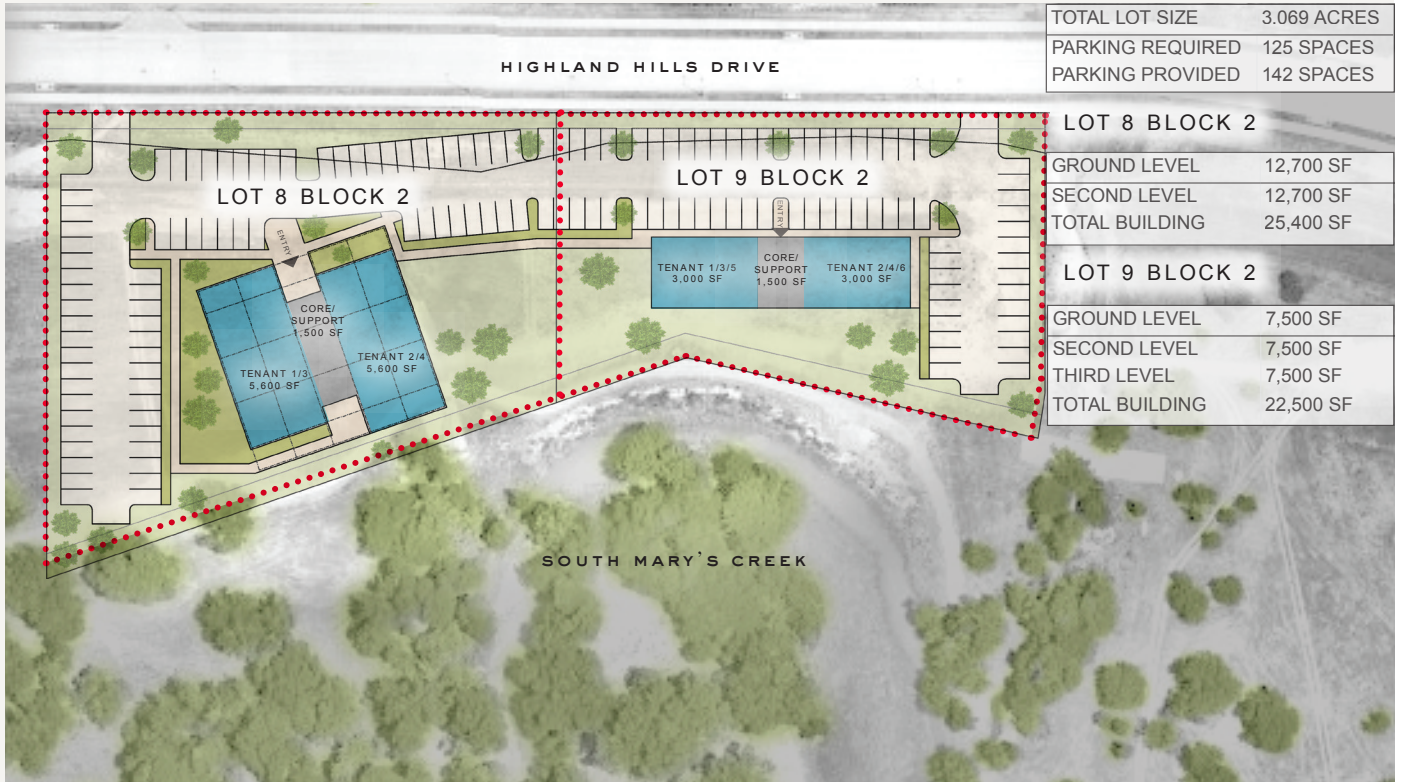 TOTAL LOT SIZE 3.069 ACRES
PARKING REQUIRED 125 SPACES
PARKING PROVIDED 142 SPACES
HIGHLAND HILLS DRIVE
LOT 8 BLOCK 2
GROUND LEVEL 12,700 SF
SECOND LEVEL 12,700 SF
TOTAL BUILDING 25,400 SF
LOT 9 BLOCK 2
GROUND LEVEL 7,500 SF
SECOND LEVEL 7,500 SF
THIRD LEVEL 7,500 SF
TOTAL BUILDING 22,500 SF
LOT 8 BLOCK 2
ENTRY
CORE/
SUPPORT
1,500 SF
TENANT 1/3
5,600 SF
TENANT 2/4
5,600 SF
LOT 9 BLOCK 2
ENTRY
TENANT 1/3/5
3,000 SF
CORE/
SUPPORT
1,500 SF
TENANT 2/4/6
3,000 SF
SOUTH MARY'S CREEK